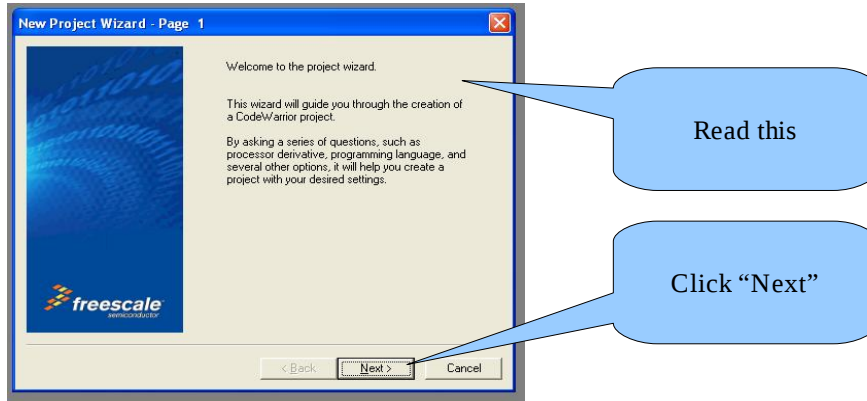 New Project Wizard - Page 1
Welcome to the project wizard.
This wizard will guide you through the creation of
a CodeWarrior project.
By asking a series of questions, such as
processor derivative, programming language, and
several other options, it will help you create a
project with your desired settings.
Read this
Click “Next”
freescale
semiconductor
< Back
Next >
Cancel